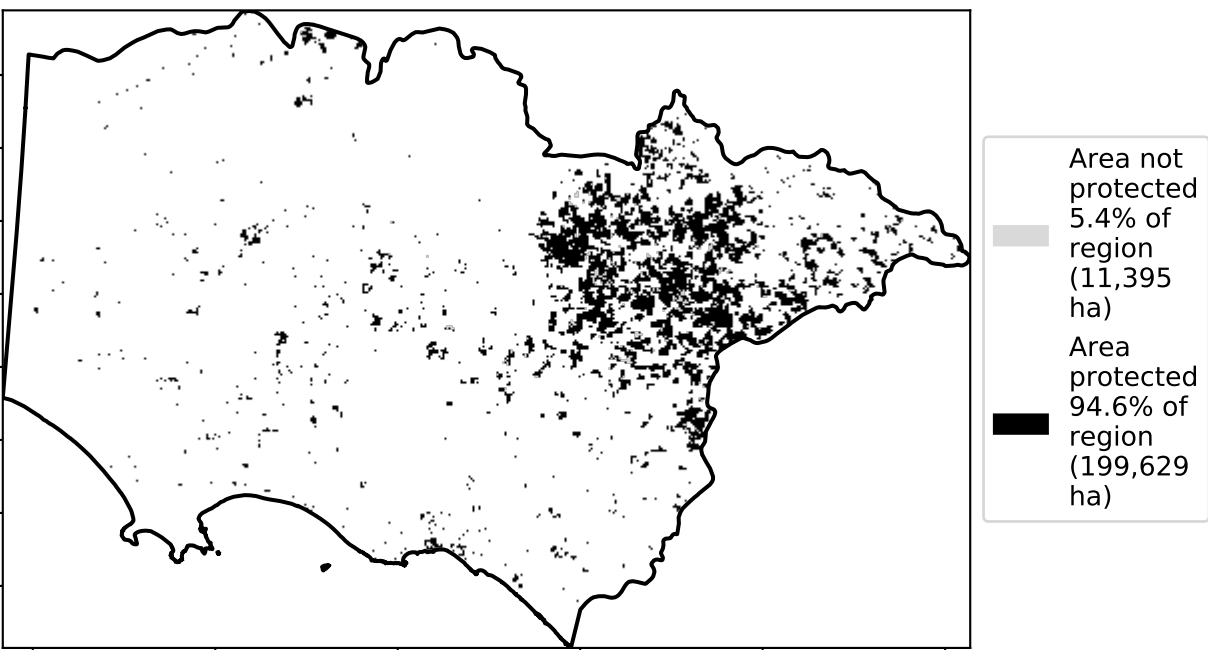 Area not
protected
5.4% of
region
(11,395
ha)
Area
protected
94.6% of
region
(199,629
ha)